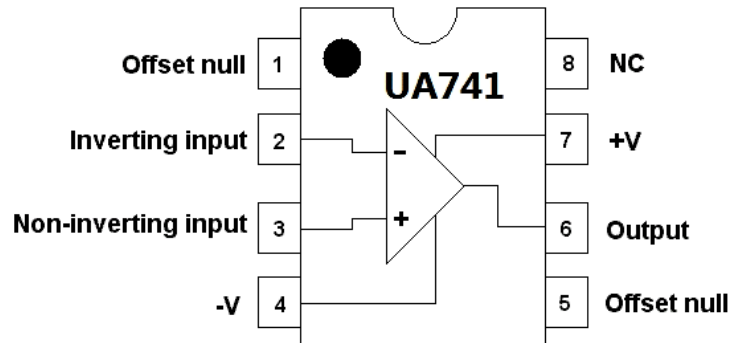 Offset null 1 8 NC
UA741
Inverting input 2 - 7 +V
Non-inverting input 3 + 6 Output
-V 4 5 Offset null